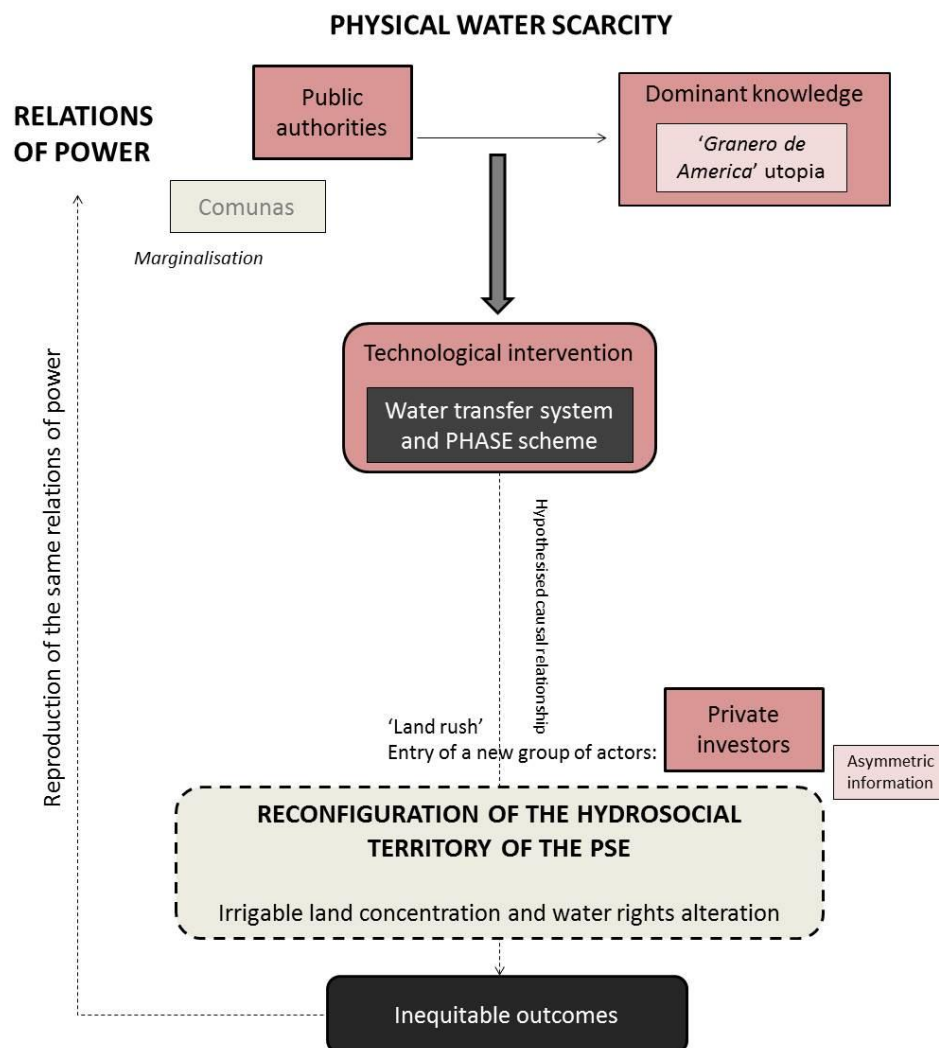 PHYSICAL WATER SCARCITY
RELATIONS
OF POWER
Public
authorities
Dominant knowledge
‘Granero de
America’ utopia
Comunas
Marginalisation
Technological intervention
Water transfer system
and PHASE scheme
Hypothesised causal relationship
Reproduction of the same relations of power
‘Land rush’
Entry of a new group of actors:
Private
investors
Asymmetric
information
RECONFIGURATION OF THE HYDROSOCIAL
TERRITORY OF THE PSE
Irrigable land concentration and water rights alteration
Inequitable outcomes